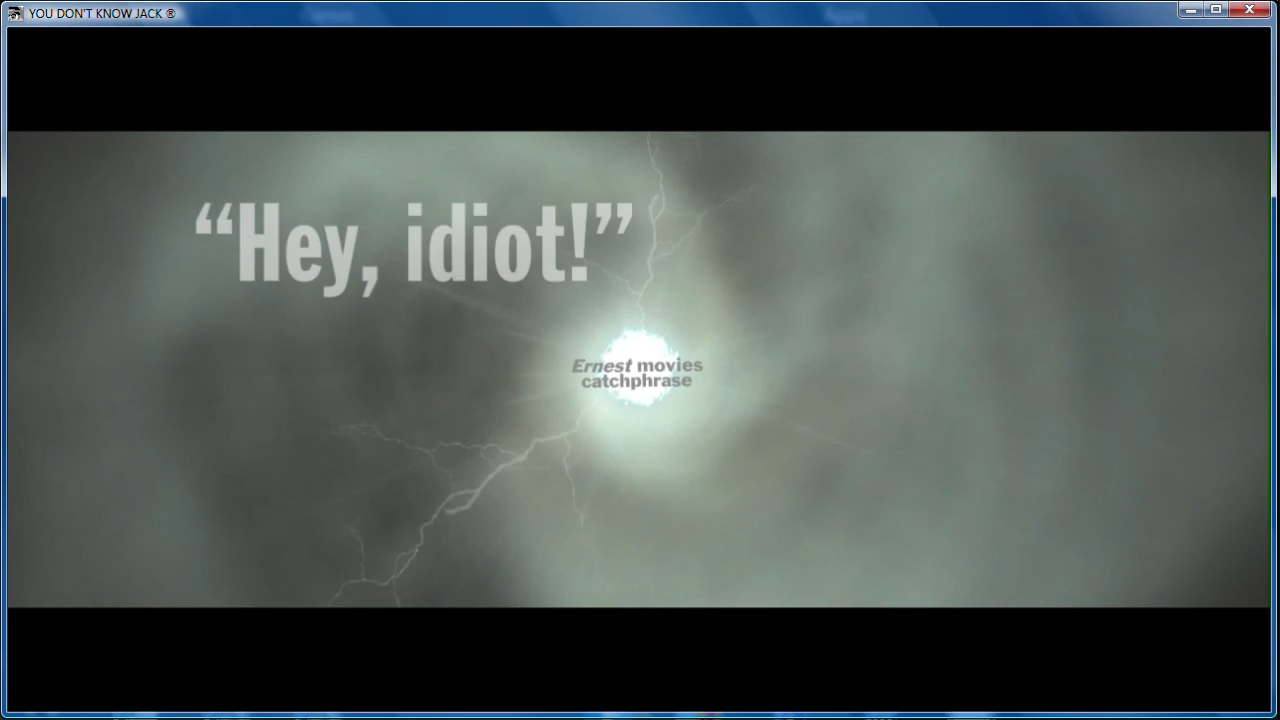 YOU DON'T KNOW JACK ®
“Hey, idiot!”
Ernest movies
catchphrase